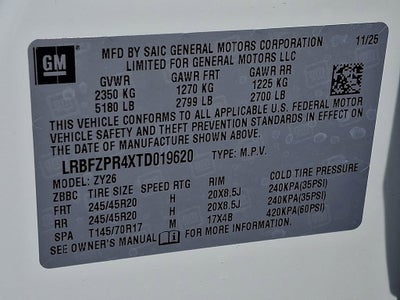 GM
MFD BY SAIC GENERAL MOTORS CORPORATION 11/25
LIMITED FOR GENERAL MOTORS LLC
GVWR GAWR FRT GAWR RR
2350 KG 1270 KG 1225 KG
5180 LB 2799 LB 2700 LB
THIS VEHICLE CONFORMS TO ALL APPLICABLE U.S. FEDERAL MOTOR
VEHICLE SAFETY AND THEFT PREVENTION STANDARDS IN EFFECT ON
THE DATE OF MANUFACTURE SHOWN ABOVE.
LRBFZPR4XTD019620 TYPE: M.P.V.
MODEL: ZY26
ZBBC TIRE SIZE SPEED RTG RIM COLD TIRE PRESSURE
FRT 245/45R20 H 20X8.5J 240KPA(35PSI)
RR 245/45R20 H 20X8.5J 240KPA(35PSI)
SPA T145/70R17 M 17X4B 420KPA(60PSI)
SEE OWNER'S MANUAL FOR MORE INFORMATION.